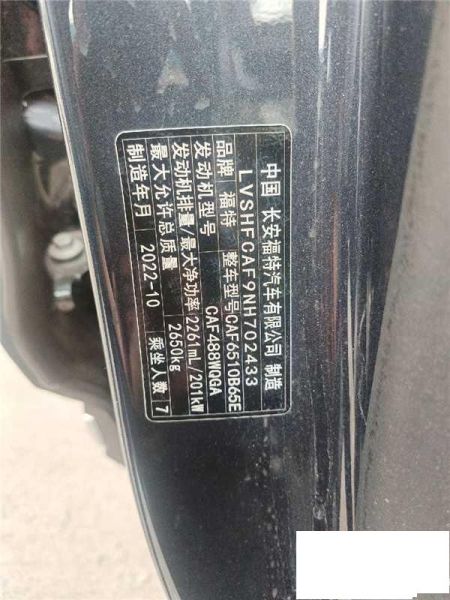 中国 长安福特汽车有限公司 制造
LVSHFCAF9NH702433
品牌 福特 整车型号 CAF6510B65E
发动机型号 CAF488WQGA
发动机排量/最大净功率 2261mL/201kW
最大允许总质量 2650kg
制造年月 2022-10 乘坐人数 7